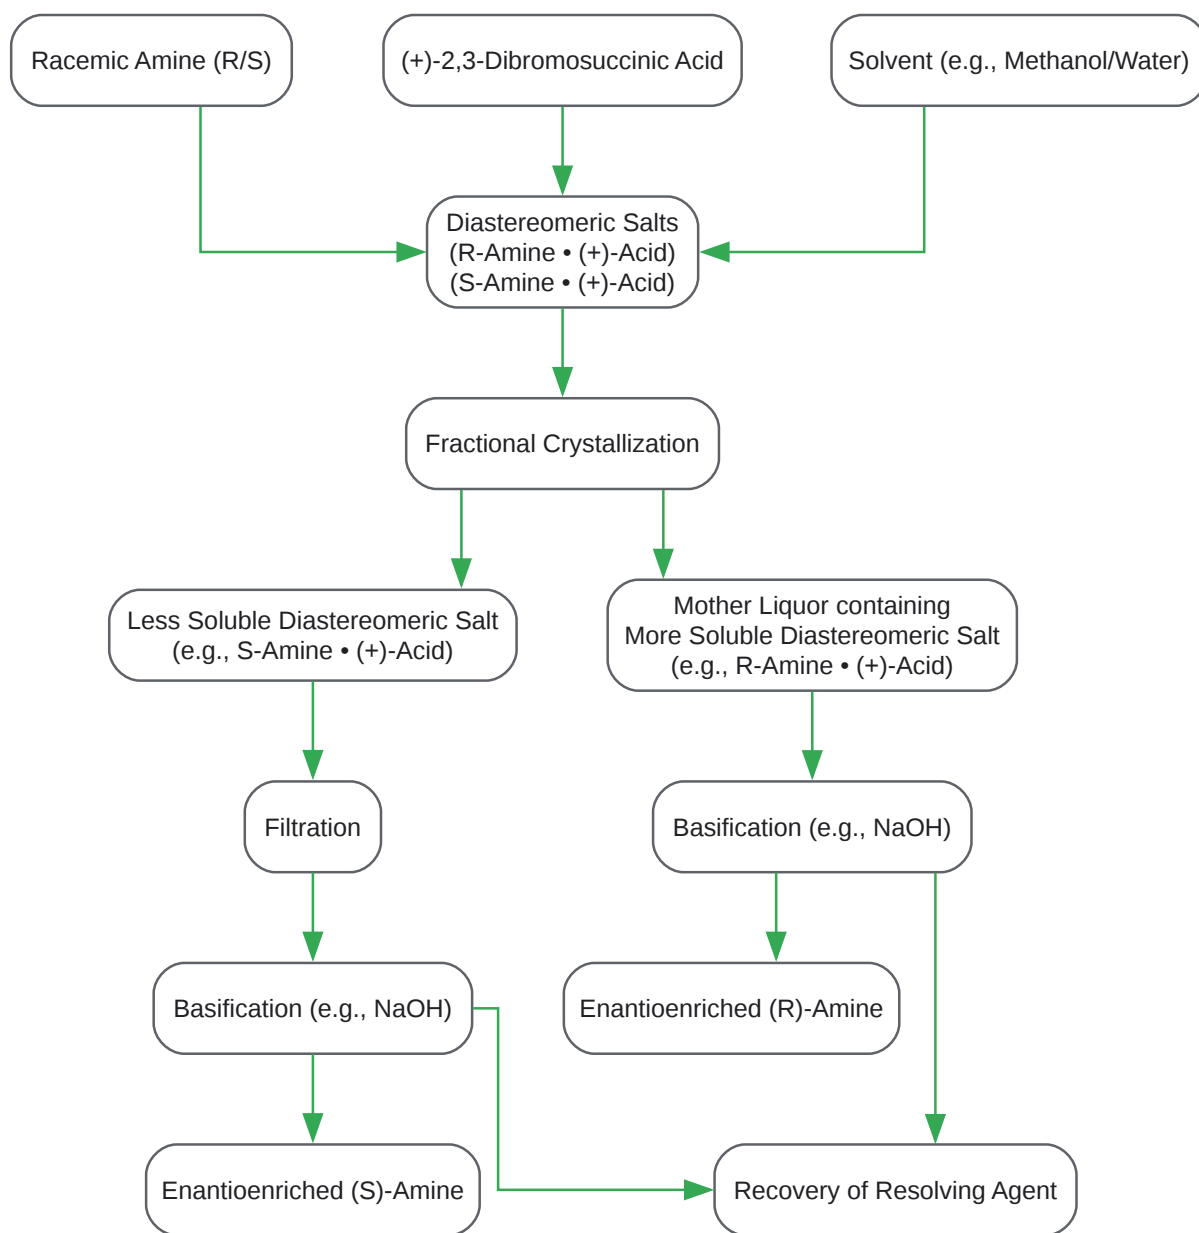 Racemic Amine (R/S)
(+)-2,3-Dibromosuccinic Acid
Solvent (e.g., Methanol/Water)
Diastereomeric Salts
(R-Amine • (+)-Acid)
(S-Amine • (+)-Acid)
Fractional Crystallization
Less Soluble Diastereomeric Salt
(e.g., S-Amine • (+)-Acid)
Mother Liquor containing
More Soluble Diastereomeric Salt
(e.g., R-Amine • (+)-Acid)
Filtration
Basification (e.g., NaOH)
Basification (e.g., NaOH)
Enantioenriched (R)-Amine
Enantioenriched (S)-Amine
Recovery of Resolving Agent